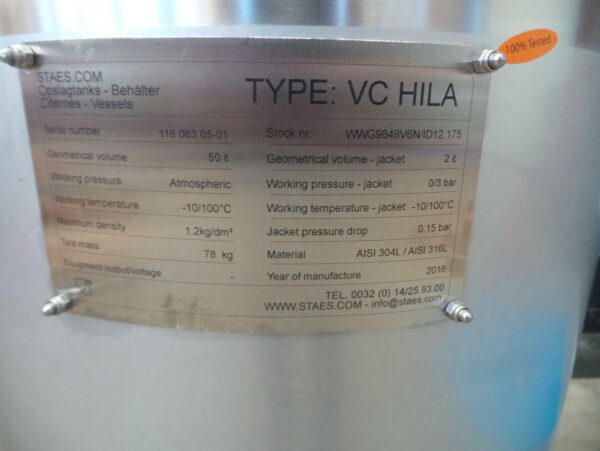 100% Tested
STAES.COM
Opslagtanks - Behälter
Citernes - Vessels
TYPE: VC HILA
Serial number 116 063 05-01
Geometrical volume 50 ℓ
Working pressure Atmospheric
Working temperature -10/100°C
Maximum density 1.2kg/dm³
Tara mass 78 kg
Equipment output/voltage -
Stock nr. WWG9848V6N/ID12.175
Geometrical volume - jacket 2 ℓ
Working pressure - jacket 0/3 bar
Working temperature - jacket -10/100°C
Jacket pressure drop 0,15 bar
Material AISI 304L / AISI 316L
Year of manufacture 2016
TEL. 0032 (0) 14/25.93.00
WWW.STAES.COM - info@staes.com